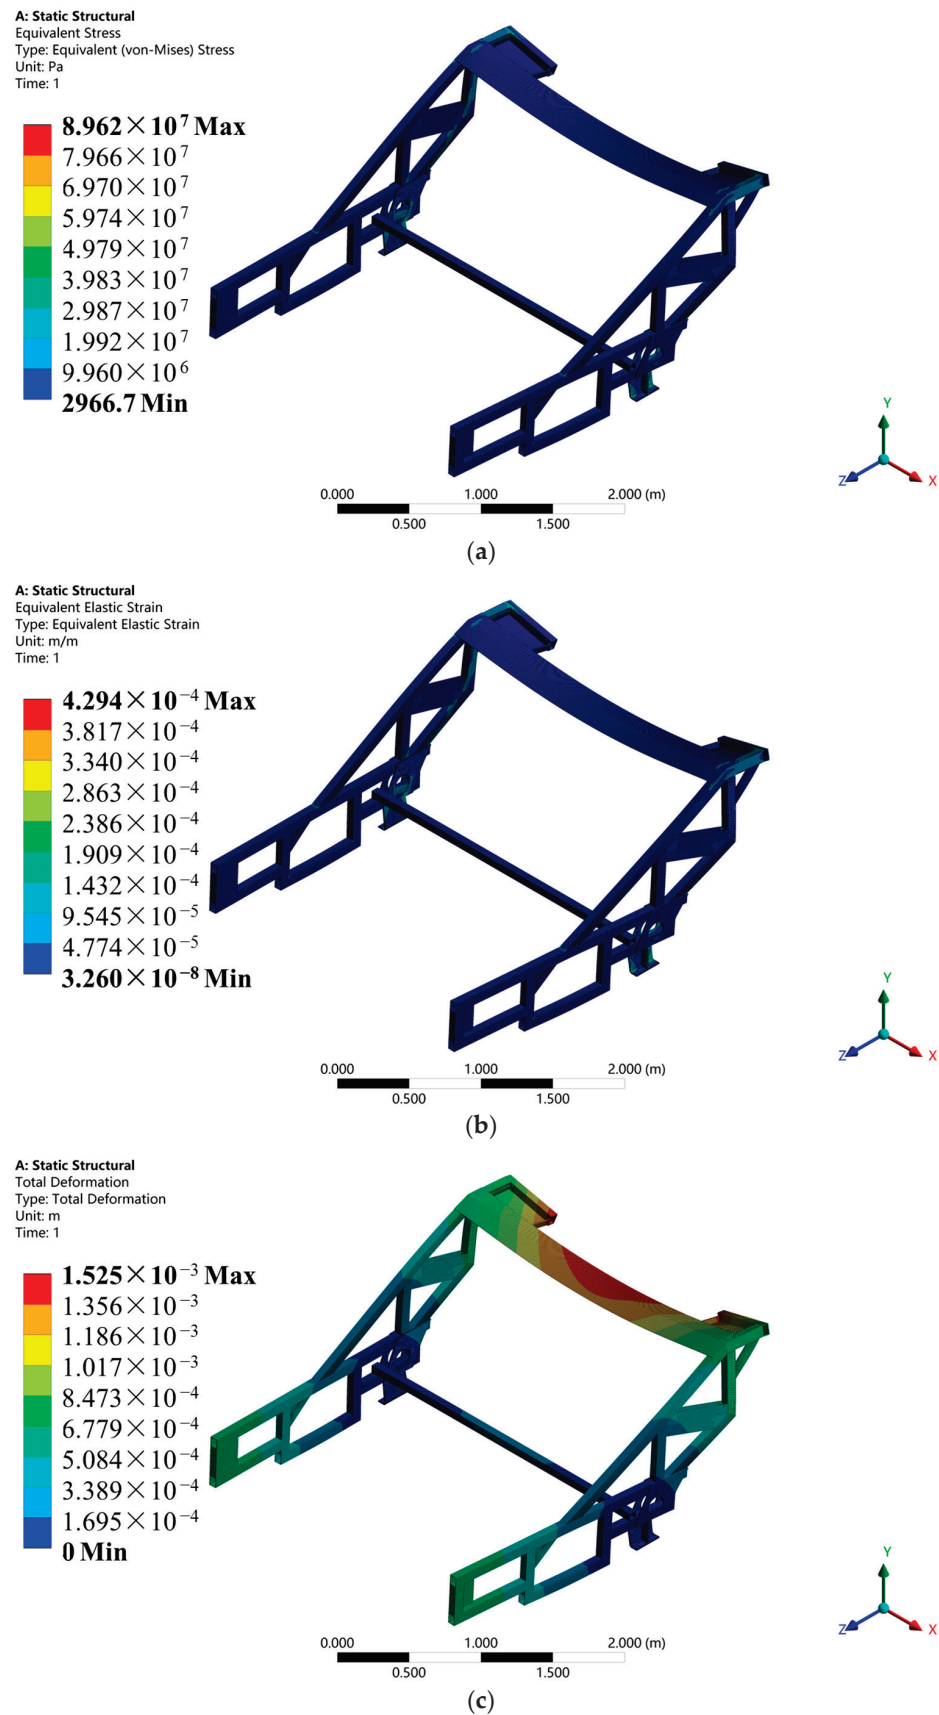 A: Static Structural
Equivalent Stress
Type: Equivalent (von-Mises) Stress
Unit: Pa
Time: 1
8.962×10⁷ Max
7.966×10⁷
6.970×10⁷
5.974×10⁷
4.979×10⁷
3.983×10⁷
2.987×10⁷
1.992×10⁷
9.960×10⁶
2966.7 Min
Y
Z
X
0.000 1.000 2.000 (m)
0.500 1.500
(a)
A: Static Structural
Equivalent Elastic Strain
Type: Equivalent Elastic Strain
Unit: m/m
Time: 1
4.294×10⁻⁴ Max
3.817×10⁻⁴
3.340×10⁻⁴
2.863×10⁻⁴
2.386×10⁻⁴
1.909×10⁻⁴
1.432×10⁻⁴
9.545×10⁻⁵
4.774×10⁻⁵
3.260×10⁻⁸ Min
Y
Z
X
0.000 1.000 2.000 (m)
0.500 1.500
(b)
A: Static Structural
Total Deformation
Type: Total Deformation
Unit: m
Time: 1
1.525×10⁻³ Max
1.356×10⁻³
1.186×10⁻³
1.017×10⁻³
8.473×10⁻⁴
6.779×10⁻⁴
5.084×10⁻⁴
3.389×10⁻⁴
1.695×10⁻⁴
0 Min
Y
Z
X
0.000 1.000 2.000 (m)
0.500 1.500
(c)